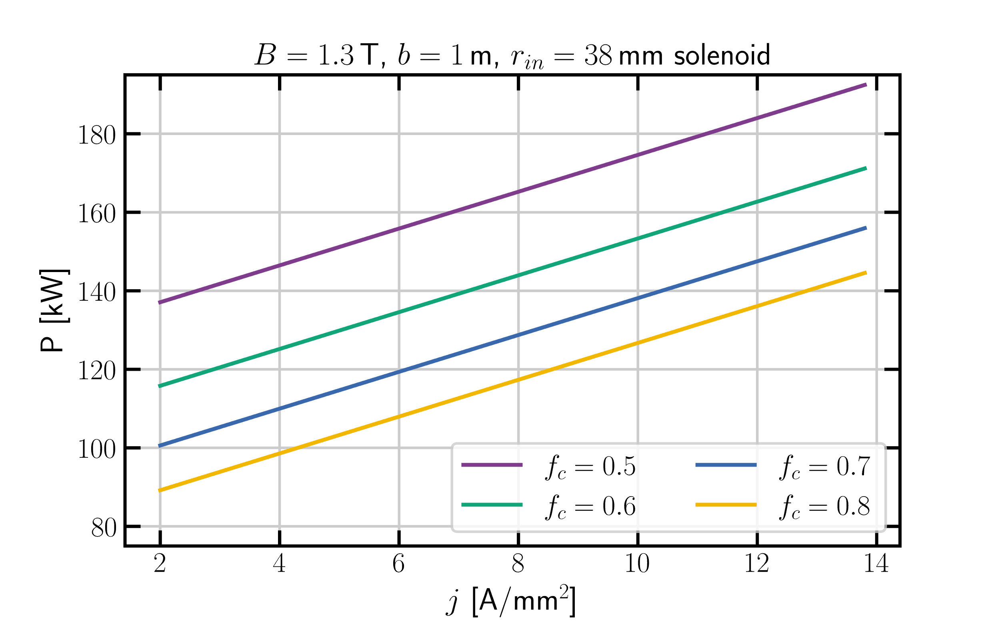 B = 1.3 T, b = 1 m, r_in = 38 mm solenoid
P [kW]
180
160
140
120
100
80
f_c = 0.5
f_c = 0.7
f_c = 0.6
f_c = 0.8
2 4 6 8 10 12 14
j [A/mm²]